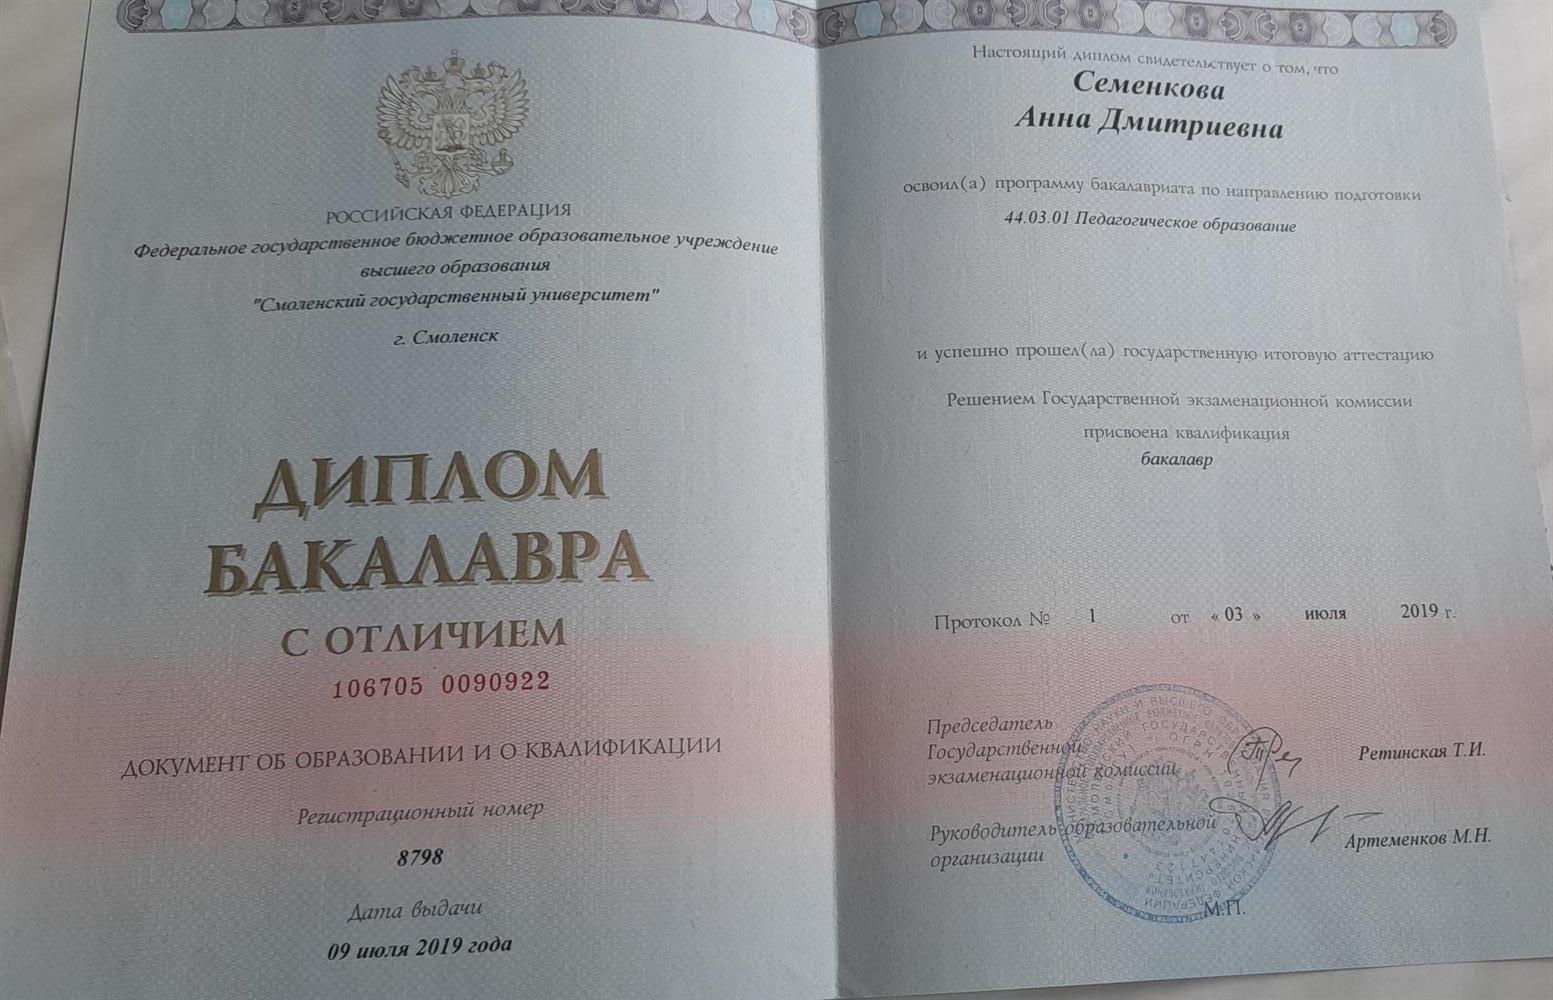 РОССИЙСКАЯ ФЕДЕРАЦИЯ
Федеральное государственное бюджетное образовательное учреждение
высшего образования
"Смоленский государственный университет"
г. Смоленск
ДИПЛОМ
БАКАЛАВРА
С ОТЛИЧИЕМ
106705 0090922
ДОКУМЕНТ ОБ ОБРАЗОВАНИИ И О КВАЛИФИКАЦИИ
Регистрационный номер
8798
Дата выдачи
09 июля 2019 года
Настоящий диплом свидетельствует о том, что
Семенкова
Анна Дмитриевна
освоил(а) программу бакалавриата по направлению подготовки
44.03.01 Педагогическое образование
и успешно прошел(ла) государственную итоговую аттестацию
Решением Государственной экзаменационной комиссии
присвоена квалификация
бакалавр
Протокол № 1 от « 03 » июля 2019 г.
Председатель
Государственной
экзаменационной комиссии
Ретинская Т.И.
Руководитель образовательной
организации
Артеменков М.Н.
М.П.